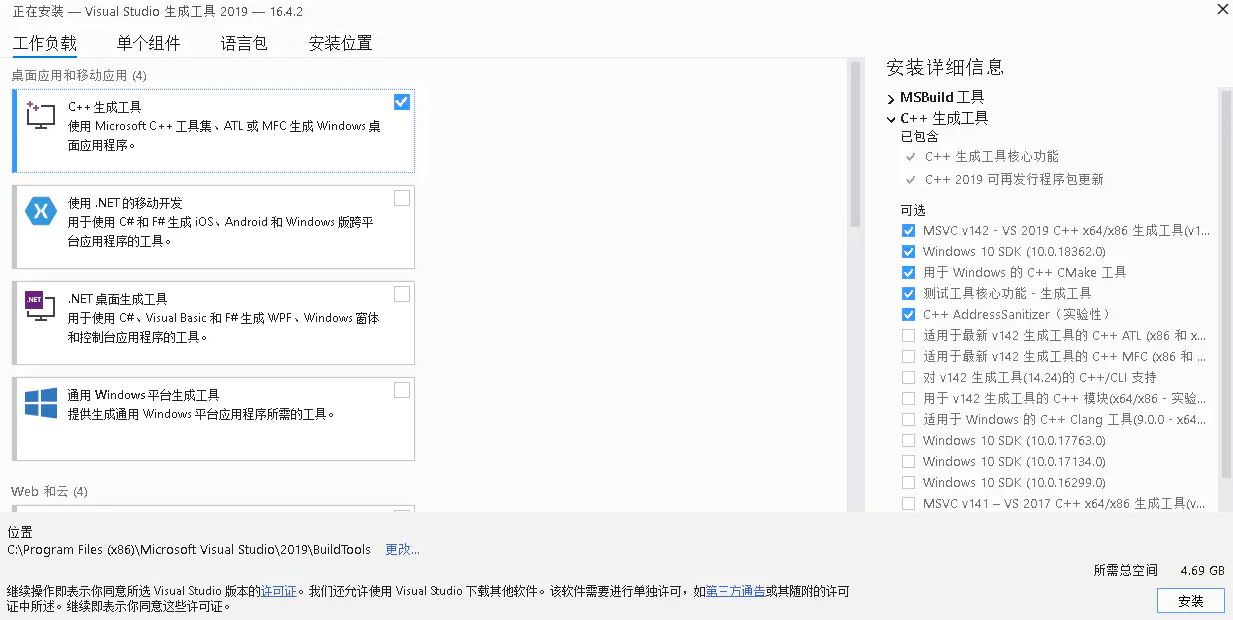 正在安装 — Visual Studio 生成工具 2019 — 16.4.2
工作负载 单个组件 语言包 安装位置
桌面应用和移动应用 (4)
C++ 生成工具
使用 Microsoft C++ 工具集、ATL 或 MFC 生成 Windows 桌
面应用程序。
使用 .NET 的移动开发
用于使用 C# 和 F# 生成 iOS、Android 和 Windows 版跨平
台应用程序的工具。
.NET
.NET 桌面生成工具
用于使用 C#、Visual Basic 和 F# 生成 WPF、Windows 窗体
和控制台应用程序的工具。
通用 Windows 平台生成工具
提供生成通用 Windows 平台应用程序所需的工具。
Web 和云 (4)
安装详细信息
MSBuild 工具
C++ 生成工具
已包含
C++ 生成工具核心功能
C++ 2019 可再发行程序包更新
可选
MSVC v142 - VS 2019 C++ x64/x86 生成工具(v1...
Windows 10 SDK (10.0.18362.0)
用于 Windows 的 C++ CMake 工具
测试工具核心功能 - 生成工具
C++ AddressSanitizer（实验性）
适用于最新 v142 生成工具的 C++ ATL (x86 和 x...
适用于最新 v142 生成工具的 C++ MFC (x86 和 ...
对 v142 生成工具(14.24)的 C++/CLI 支持
用于 v142 生成工具的 C++ 模块(x64/x86 - 实验...
适用于 Windows 的 C++ Clang 工具(9.0.0 - x64...
Windows 10 SDK (10.0.17763.0)
Windows 10 SDK (10.0.17134.0)
Windows 10 SDK (10.0.16299.0)
MSVC v141 – VS 2017 C++ x64/x86 生成工具(v...
位置
C:\Program Files (x86)\Microsoft Visual Studio\2019\BuildTools 更改...
所需总空间 4.69 GB
继续操作即表示你同意所选 Visual Studio 版本的许可证。我们还允许使用 Visual Studio 下载其他软件。该软件需要进行单独许可，如第三方通告或其随附的许可
证中所述。继续即表示你同意这些许可证。
安装